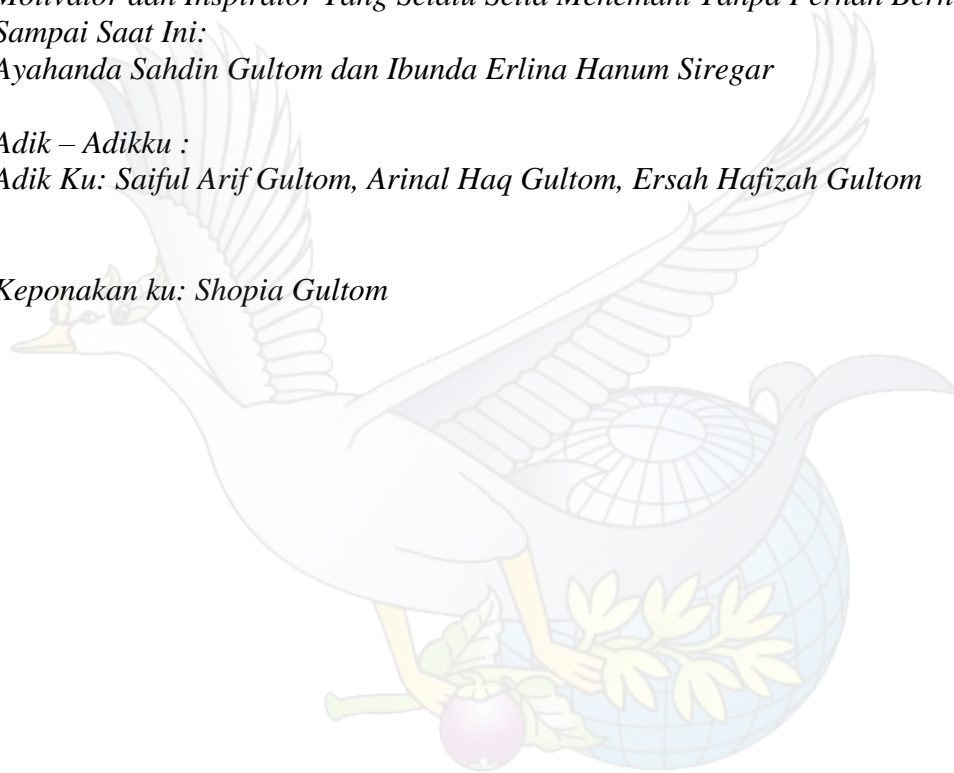 Motivator dan Inspirator Yang Selalu Setia Menemani Tanpa Pernah
Sampai Saat Ini:
Ayahanda Sahdin Gultom dan Ibunda Erlina Hanum Siregar
Adik – Adikku :
Adik Ku: Saiful Arif Gultom, Arinal Haq Gultom, Ersah Hafizah Gultom
Keponakan ku: Shopia Gultom